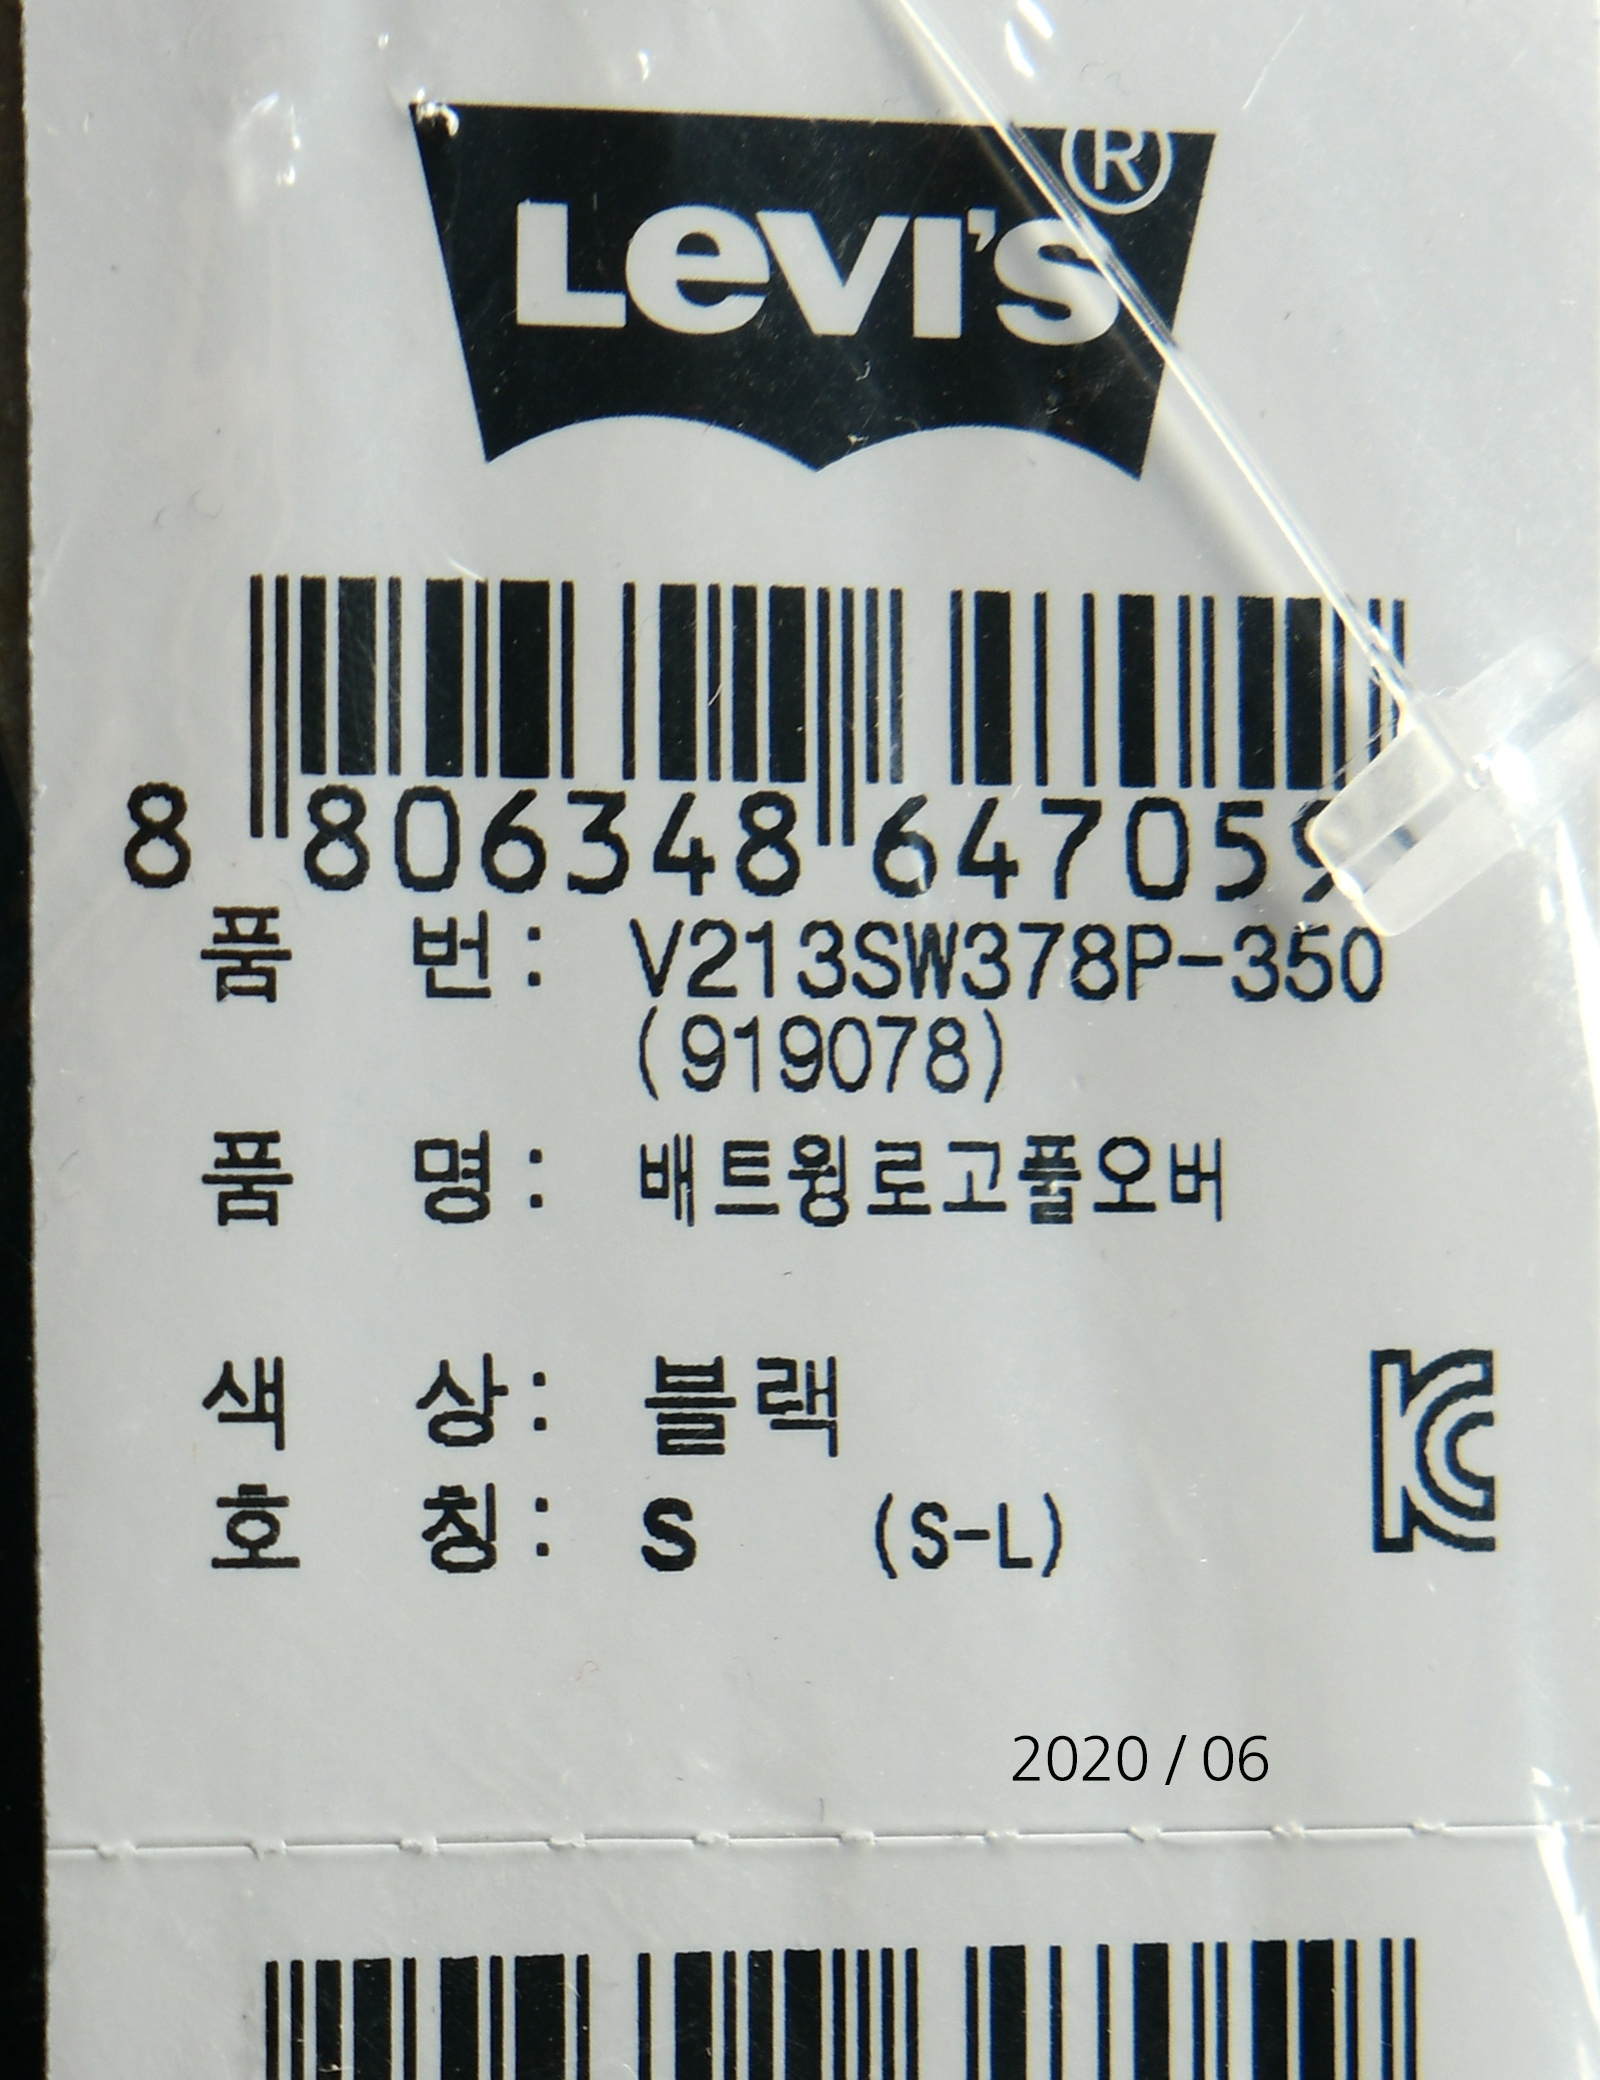 LEVI'S®
8 806348 647059
품 번 : V213SW378P-350
(919078)
품 명 : 배트윙로고풀오버
색 상 : 블랙
호 칭 : S (S-L)
2020 / 06